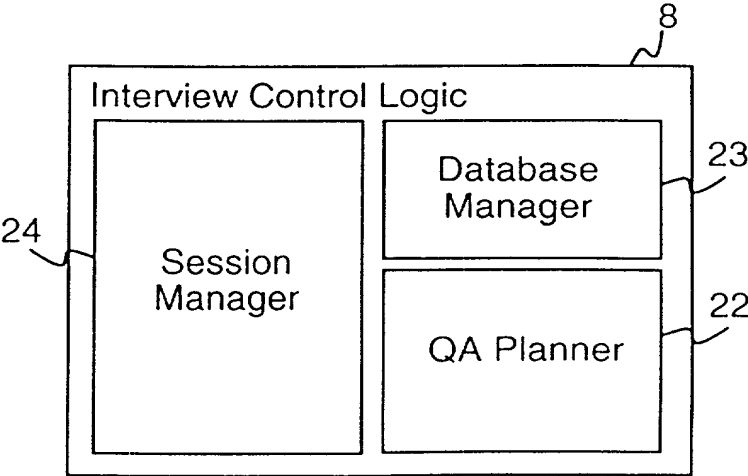 8
Interview Control Logic
Database
Manager
23
24
Session
Manager
QA Planner
22